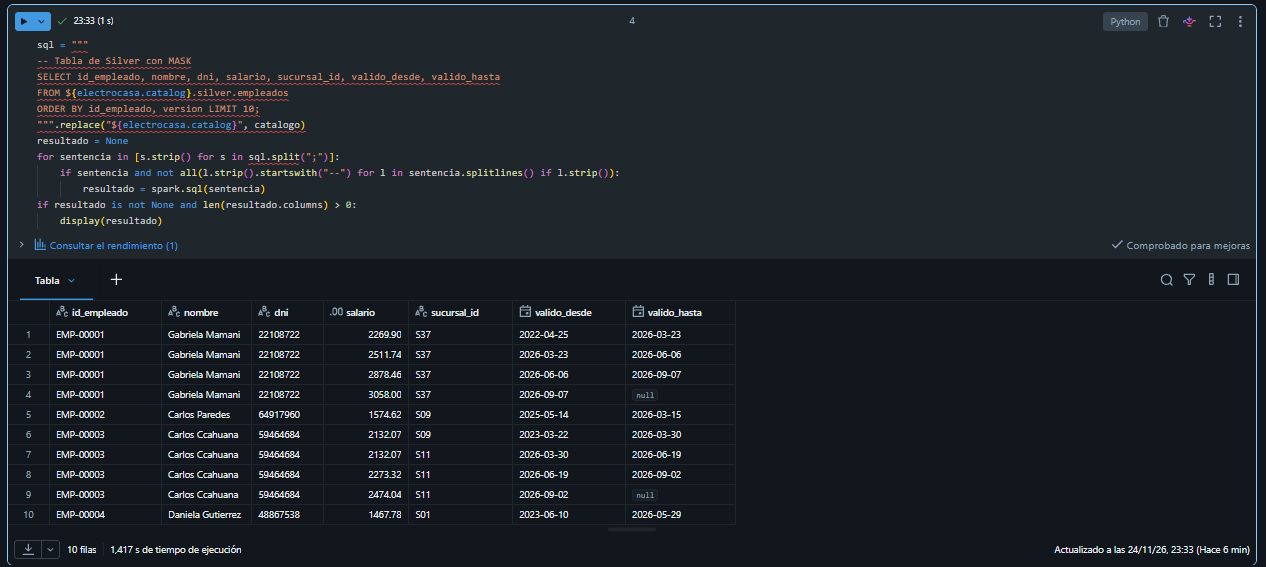 23:33 (1 s)
4
Python
sql = """
-- Tabla de Silver con MASK
SELECT id_empleado, nombre, dni, salario, sucursal_id, valido_desde, valido_hasta
FROM ${electrocasa.catalog}.silver.empleados
ORDER BY id_empleado, version LIMIT 10;
""".replace("${electrocasa.catalog}", catalogo)
resultado = None
for sentencia in [s.strip() for s in sql.split(";")]:
if sentencia and not all(l.strip().startswith("--") for l in sentencia.splitlines() if l.strip()):
resultado = spark.sql(sentencia)
if resultado is not None and len(resultado.columns) > 0:
display(resultado)
Consultar el rendimiento (1)
Comprobado para mejoras
Tabla
id_empleado nombre dni .00 salario sucursal_id valido_desde valido_hasta
1 EMP-00001 Gabriela Mamani 22108722 2269.90 S37 2022-04-25 2026-03-23
2 EMP-00001 Gabriela Mamani 22108722 2511.74 S37 2026-03-23 2026-06-06
3 EMP-00001 Gabriela Mamani 22108722 2878.46 S37 2026-06-06 2026-09-07
4 EMP-00001 Gabriela Mamani 22108722 3058.00 S37 2026-09-07 null
5 EMP-00002 Carlos Paredes 64917960 1574.62 S09 2025-05-14 2026-03-15
6 EMP-00003 Carlos Ccahuana 59464684 2132.07 S09 2023-03-22 2026-03-30
7 EMP-00003 Carlos Ccahuana 59464684 2132.07 S11 2026-03-30 2026-06-19
8 EMP-00003 Carlos Ccahuana 59464684 2273.32 S11 2026-06-19 2026-09-02
9 EMP-00003 Carlos Ccahuana 59464684 2474.04 S11 2026-09-02 null
10 EMP-00004 Daniela Gutierrez 48867538 1467.78 S01 2023-06-10 2026-05-29
10 filas
1,417 s de tiempo de ejecución
Actualizado a las 24/11/26, 23:33 (Hace 6 min)